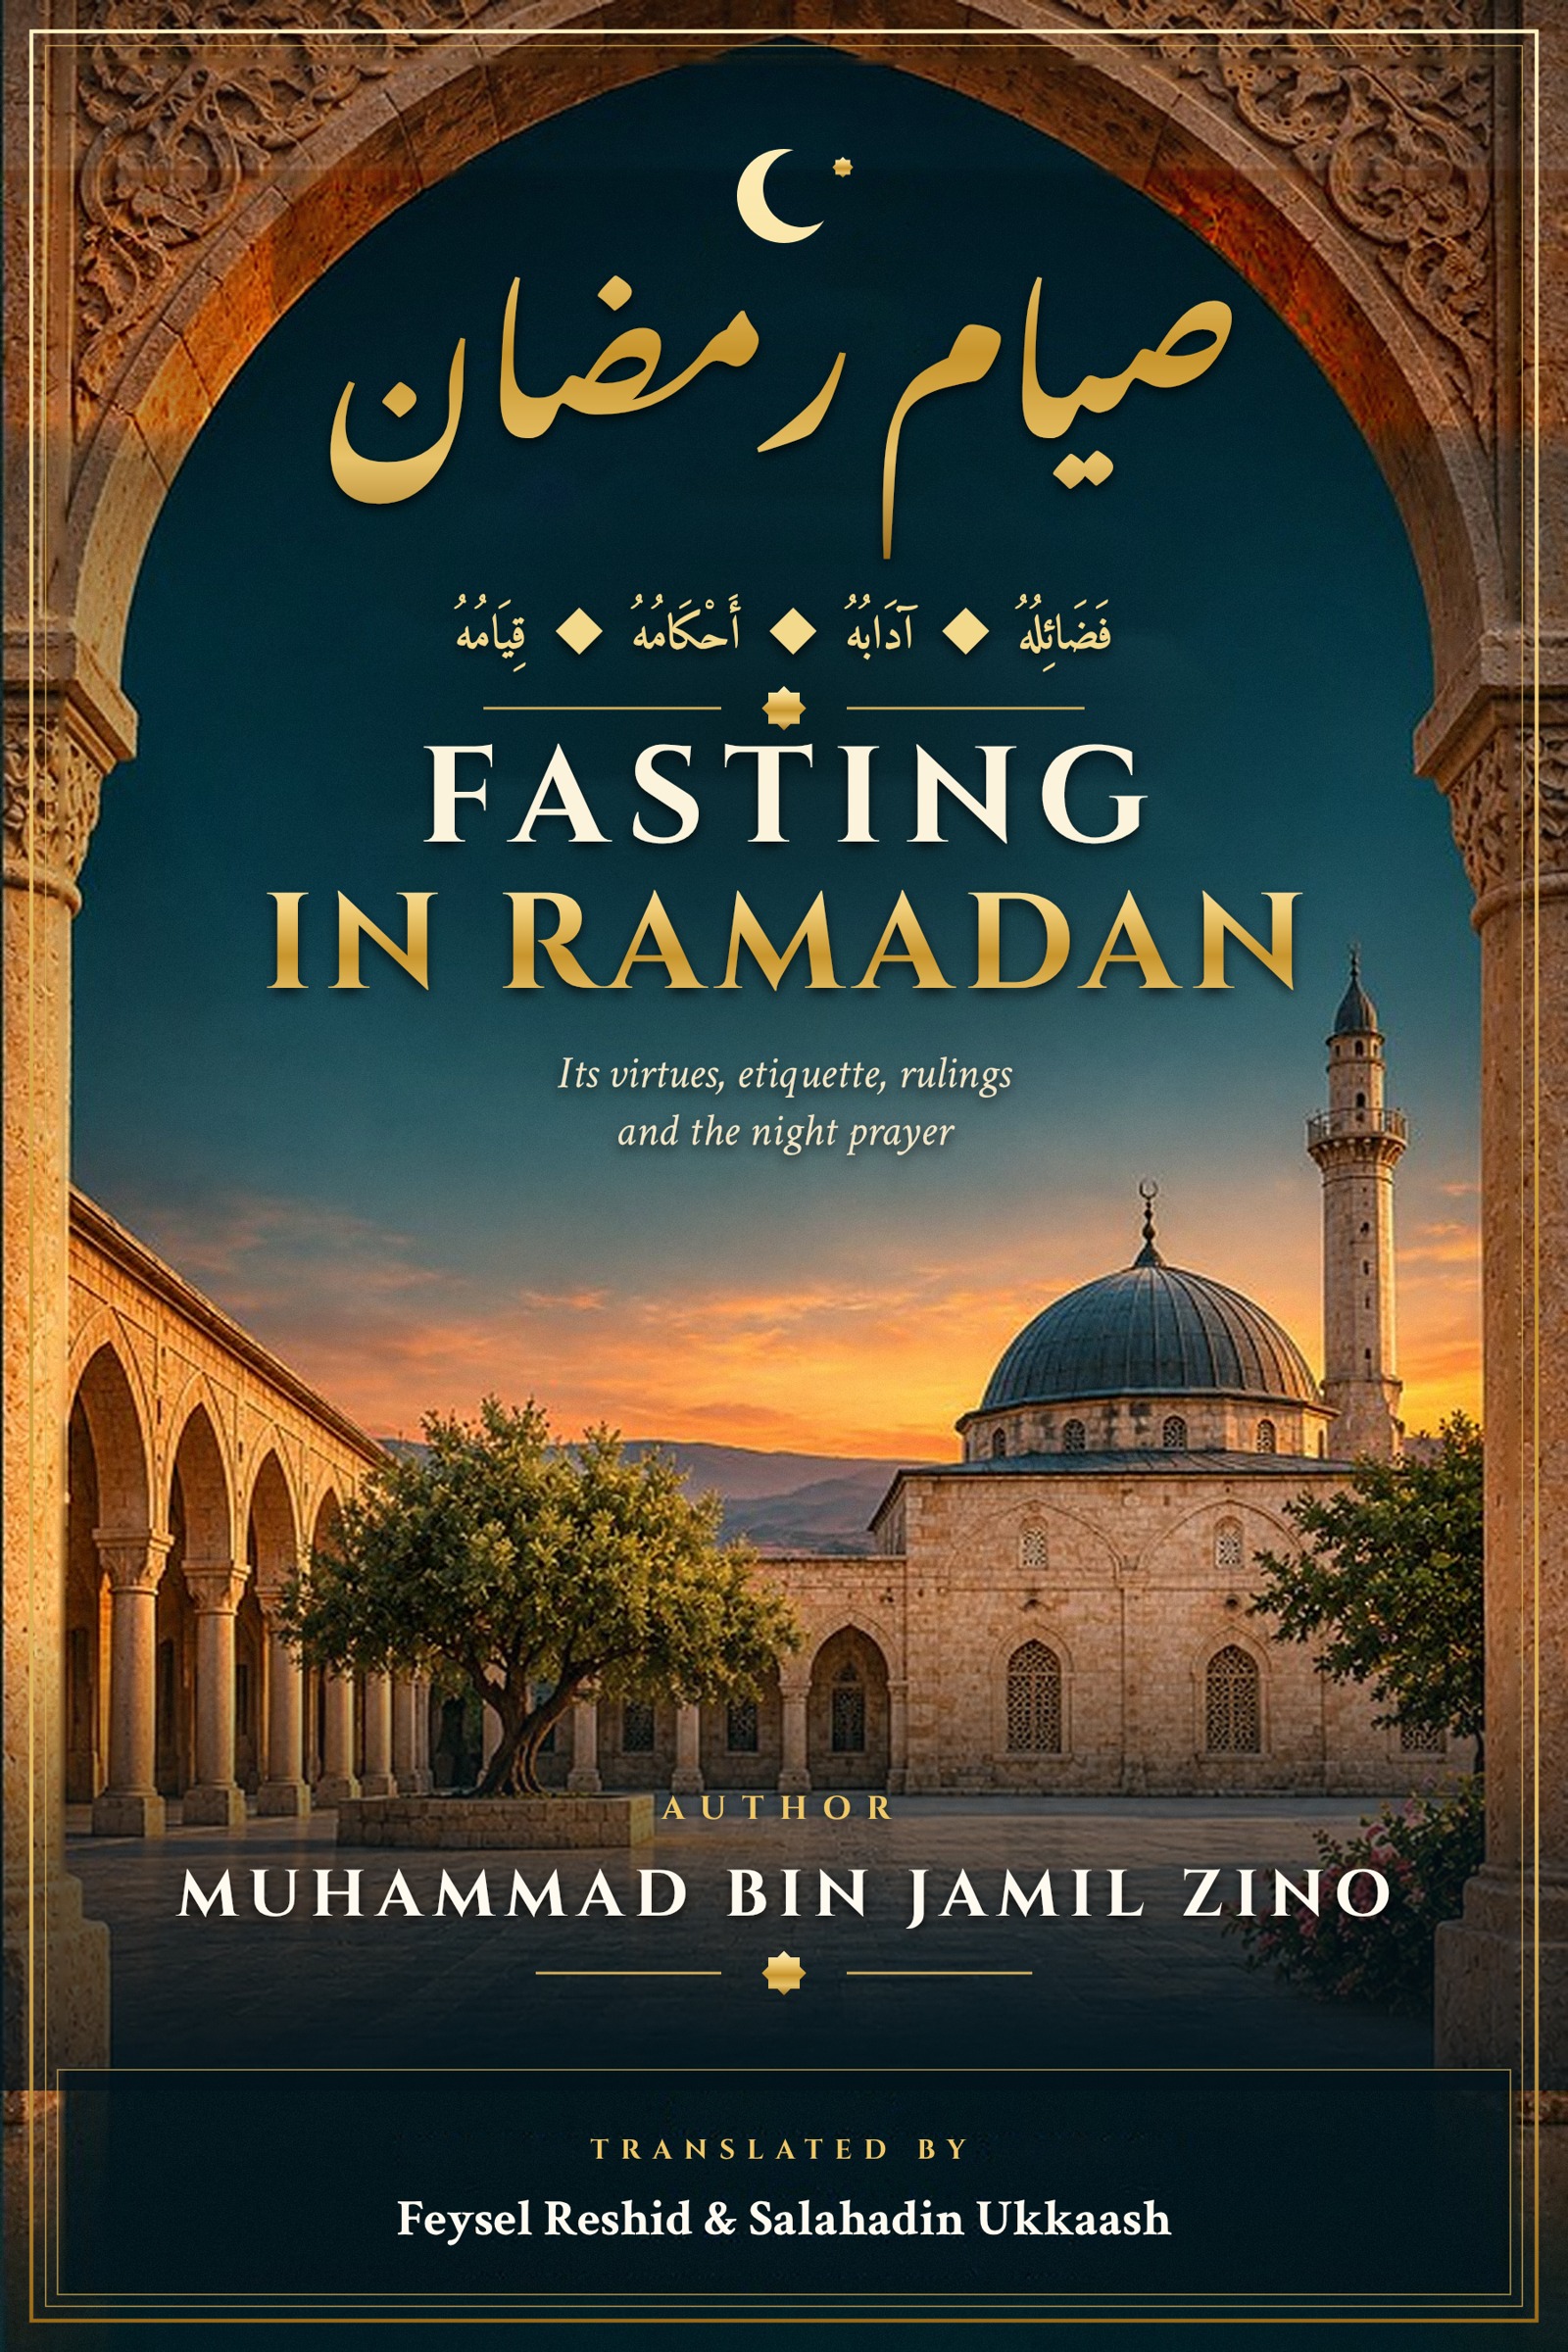 صيام رمضان
فَضَائِلُهُ ◆ آدَابُهُ ◆ أَحْكَامُهُ ◆ قِيَامُهُ
FASTING
IN RAMADAN
Its virtues, etiquette, rulings
and the night prayer
AUTHOR
MUHAMMAD BIN JAMIL ZINO
TRANSLATED BY
Feysel Reshid & Salahadin Ukkaash